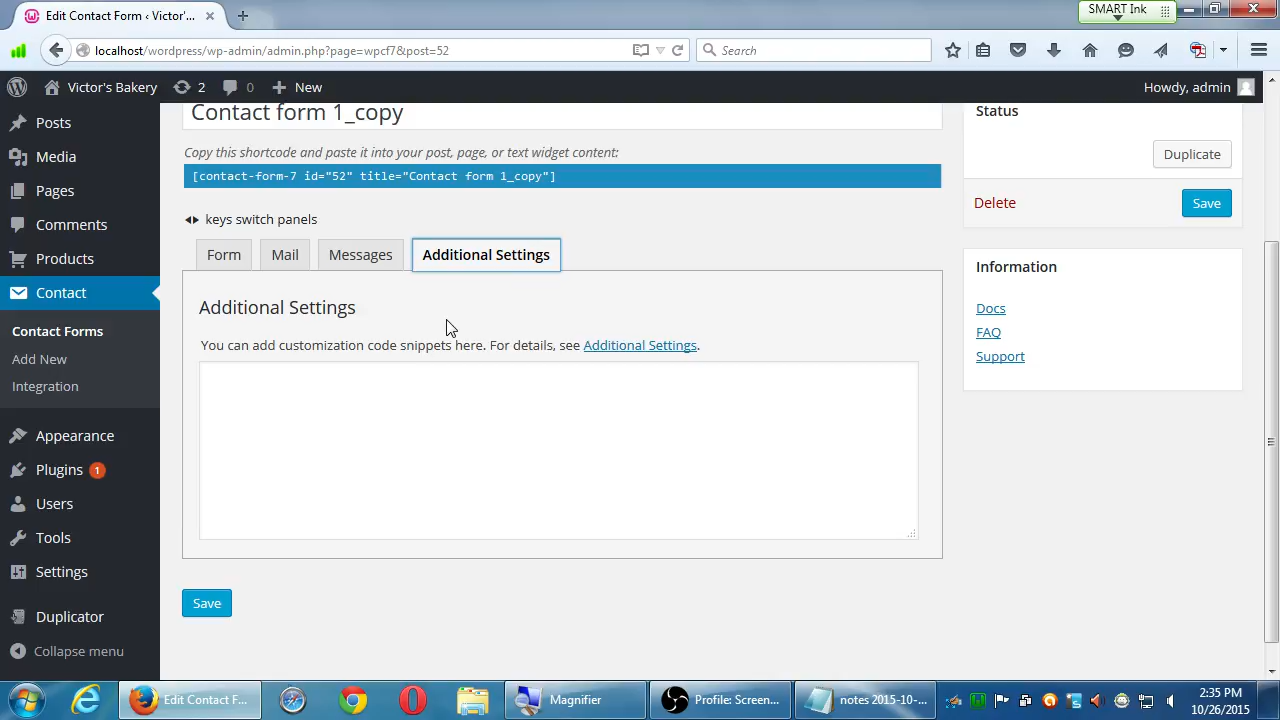 SMART Ink
Edit Contact Form ‹ Victor'...
localhost/wordpress/wp-admin/admin.php?page=wpcf7&post=52
Search
Victor's Bakery
2
0
New
Howdy, admin
Posts
Media
Pages
Comments
Products
Contact
Contact Forms
Add New
Integration
Appearance
Plugins 1
Users
Tools
Settings
Duplicator
Collapse menu
Contact form 1_copy
Copy this shortcode and paste it into your post, page, or text widget content:
[contact-form-7 id="52" title="Contact form 1_copy"]
keys switch panels
Form Mail Messages Additional Settings
Additional Settings
You can add customization code snippets here. For details, see Additional Settings.
Save
Status
Duplicate
Delete Save
Information
Docs
FAQ
Support
Edit Contact F...
Magnifier
Profile: Screen...
notes 2015-10-...
2:35 PM
10/26/2015